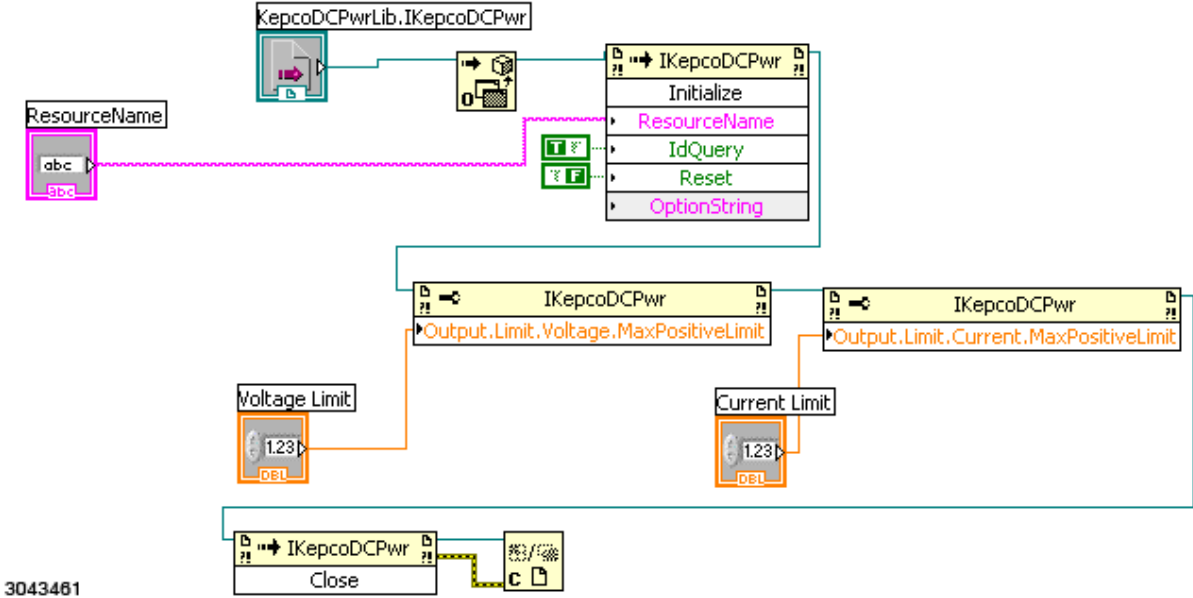 KepcoDCPwrLib.IKepcoDCPwr
IKepcoDCPwr
Initialize
ResourceName
abc
abc
ResourceName
T
IdQuery
F
Reset
OptionString
IKepcoDCPwr
Output.Limit.Voltage.MaxPositiveLimit
IKepcoDCPwr
Output.Limit.Current.MaxPositiveLimit
Voltage Limit
1.23
DBL
Current Limit
1.23
DBL
IKepcoDCPwr
Close
C
3043461